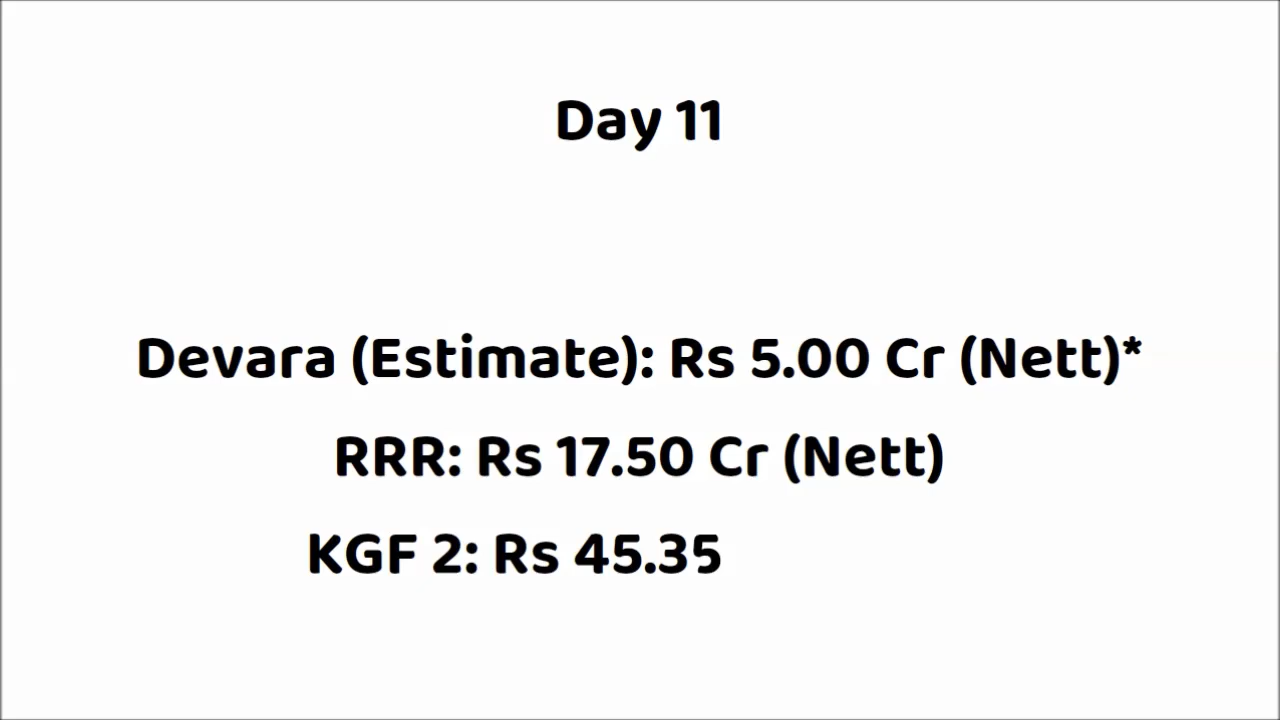 Day 11
Devara (Estimate): Rs 5.00 Cr (Nett)*
RRR: Rs 17.50 Cr (Nett)
KGF 2: Rs 45.35